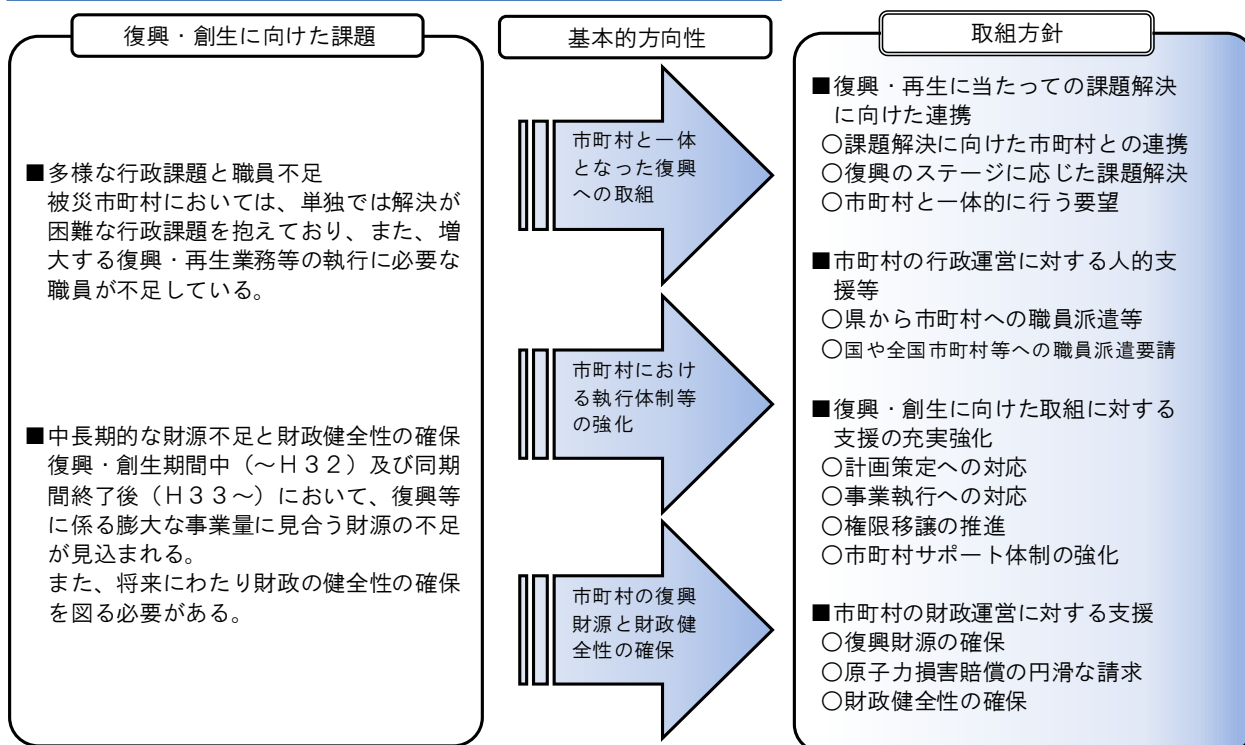 復興・創生に向けた課題
■多様な行政課題と職員不足
被災市町村においては、単独では解決が
困難な行政課題を抱えており、また、増
大する復興・再生業務等の執行に必要な
職員が不足している。
■中長期的な財源不足と財政健全性の確保
復興・創生期間中（～Ｈ３２）及び同期
間終了後（Ｈ３３～）において、復興等
に係る膨大な事業量に見合う財源の不足
が見込まれる。
また、将来にわたり財政の健全性の確保
を図る必要がある。
基本的方向性
市町村と一体
となった復興
への取組
市町村におけ
る執行体制等
の強化
市町村の復興
財源と財政健
全性の確保
取組方針
■復興・再生に当たっての課題解決
に向けた連携
○課題解決に向けた市町村との連携
○復興のステージに応じた課題解決
○市町村と一体的に行う要望
■市町村の行政運営に対する人的支
援等
○県から市町村への職員派遣等
○国や全国市町村等への職員派遣要請
■復興・創生に向けた取組に対する
支援の充実強化
○計画策定への対応
○事業執行への対応
○権限移譲の推進
○市町村サポート体制の強化
■市町村の財政運営に対する支援
○復興財源の確保
○原子力損害賠償の円滑な請求
○財政健全性の確保